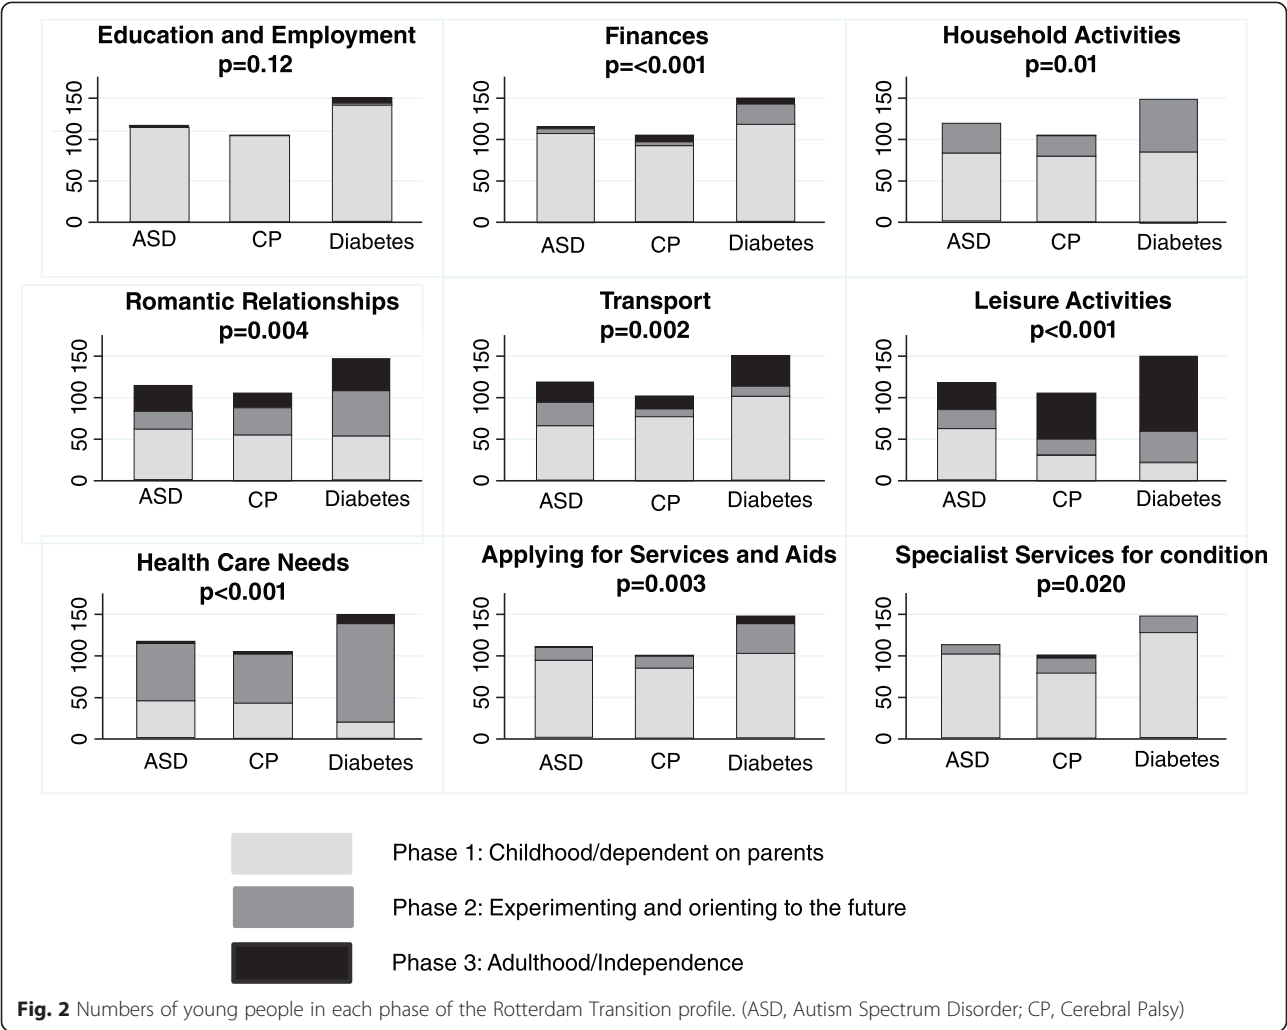 Education and Employment
p=0.12
150
100
50
0
ASD CP Diabetes
Finances
p=<0.001
150
100
50
0
ASD CP Diabetes
Household Activities
p=0.01
150
100
50
0
ASD CP Diabetes
Romantic Relationships
p=0.004
150
100
50
0
ASD CP Diabetes
Transport
p=0.002
150
100
50
0
ASD CP Diabetes
Leisure Activities
p<0.001
150
100
50
0
ASD CP Diabetes
Health Care Needs
p<0.001
150
100
50
0
ASD CP Diabetes
Applying for Services and Aids
p=0.003
150
100
50
0
ASD CP Diabetes
Specialist Services for condition
p=0.020
150
100
50
0
ASD CP Diabetes
Phase 1: Childhood/dependent on parents
Phase 2: Experimenting and orienting to the future
Phase 3: Adulthood/Independence
Fig. 2 Numbers of young people in each phase of the Rotterdam Transition profile. (ASD, Autism Spectrum Disorder; CP, Cerebral Palsy)